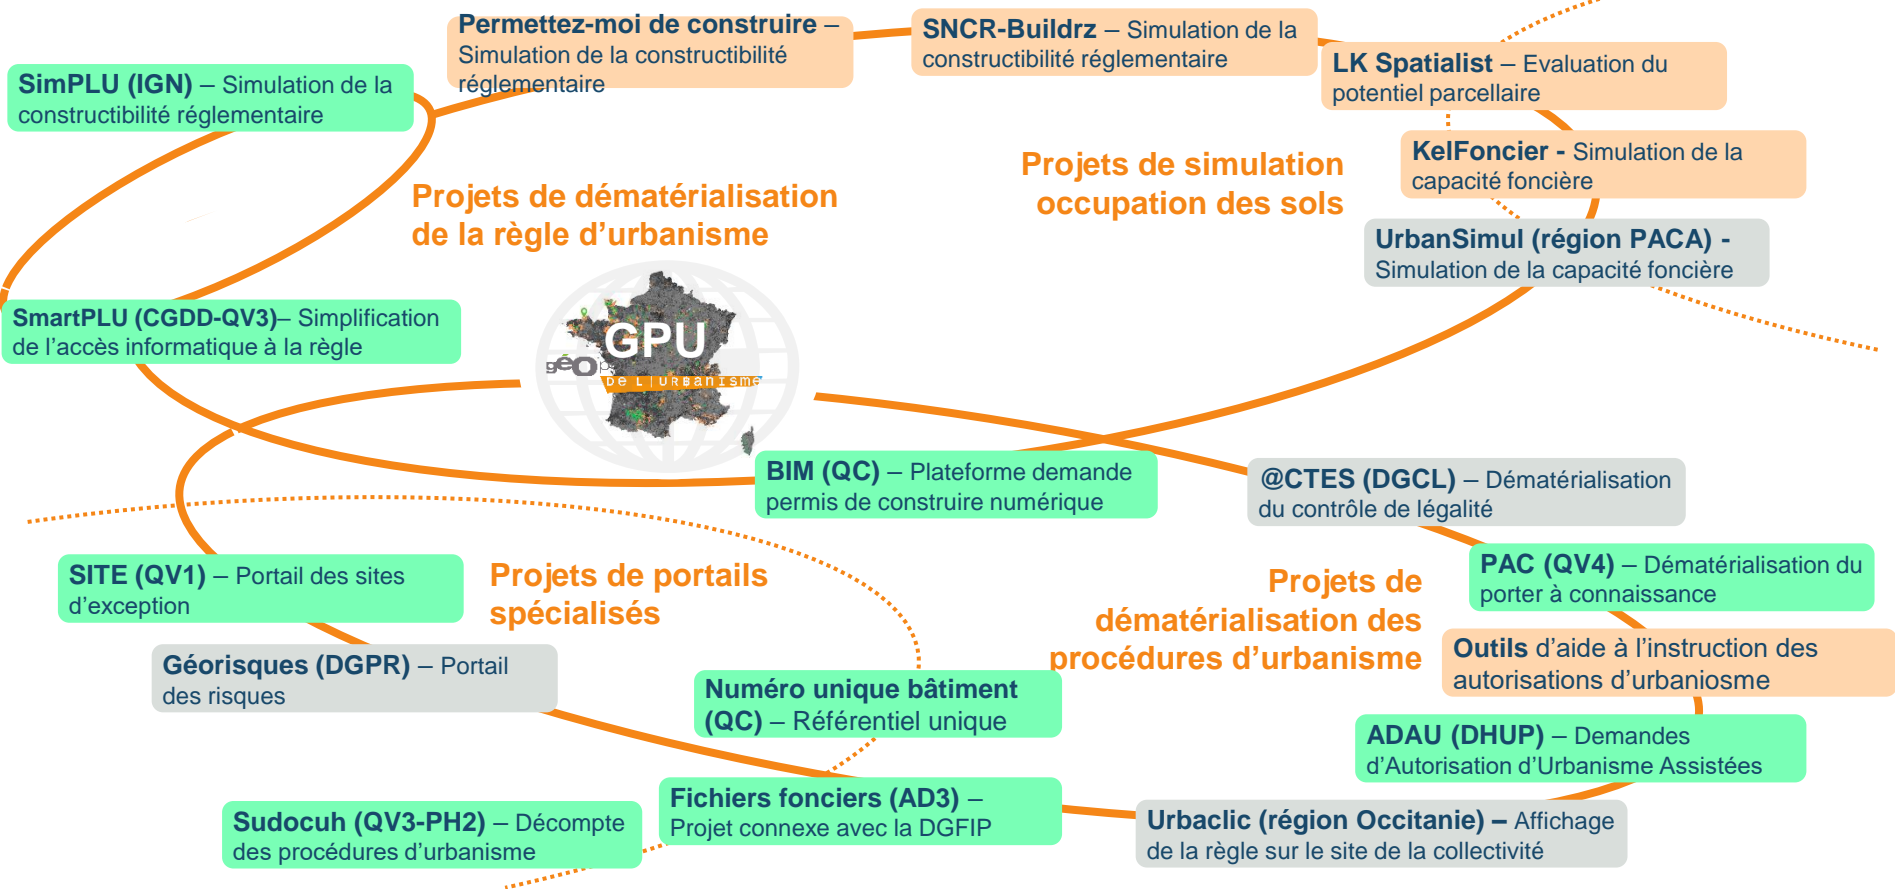 Permettez-moi de construire –
Simulation de la constructibilité
réglementaire
SNCR-Buildrz – Simulation de la
constructibilité réglementaire
LK Spatialist – Evaluation du
potentiel parcellaire
SimPLU (IGN) – Simulation de la
constructibilité réglementaire
KelFoncier - Simulation de la
capacité foncière
Projets de simulation
occupation des sols
Projets de dématérialisation
de la règle d’urbanisme
UrbanSimul (région PACA) -
Simulation de la capacité foncière
SmartPLU (CGDD-QV3)– Simplification
de l’accès informatique à la règle
GPU
géop
De L'Urbanisme
BIM (QC) – Plateforme demande
permis de construire numérique
@CTES (DGCL) – Dématérialisation
du contrôle de légalité
SITE (QV1) – Portail des sites
d’exception
Projets de portails
spécialisés
Projets de
dématérialisation des
procédures d’urbanisme
PAC (QV4) – Dématérialisation du
porter à connaissance
Outils d’aide à l’instruction des
autorisations d’urbaniosme
Géorisques (DGPR) – Portail
des risques
Numéro unique bâtiment
(QC) – Référentiel unique
ADAU (DHUP) – Demandes
d’Autorisation d’Urbanisme Assistées
Fichiers fonciers (AD3) –
Projet connexe avec la DGFIP
Sudocuh (QV3-PH2) – Décompte
des procédures d’urbanisme
Urbaclic (région Occitanie) – Affichage
de la règle sur le site de la collectivité